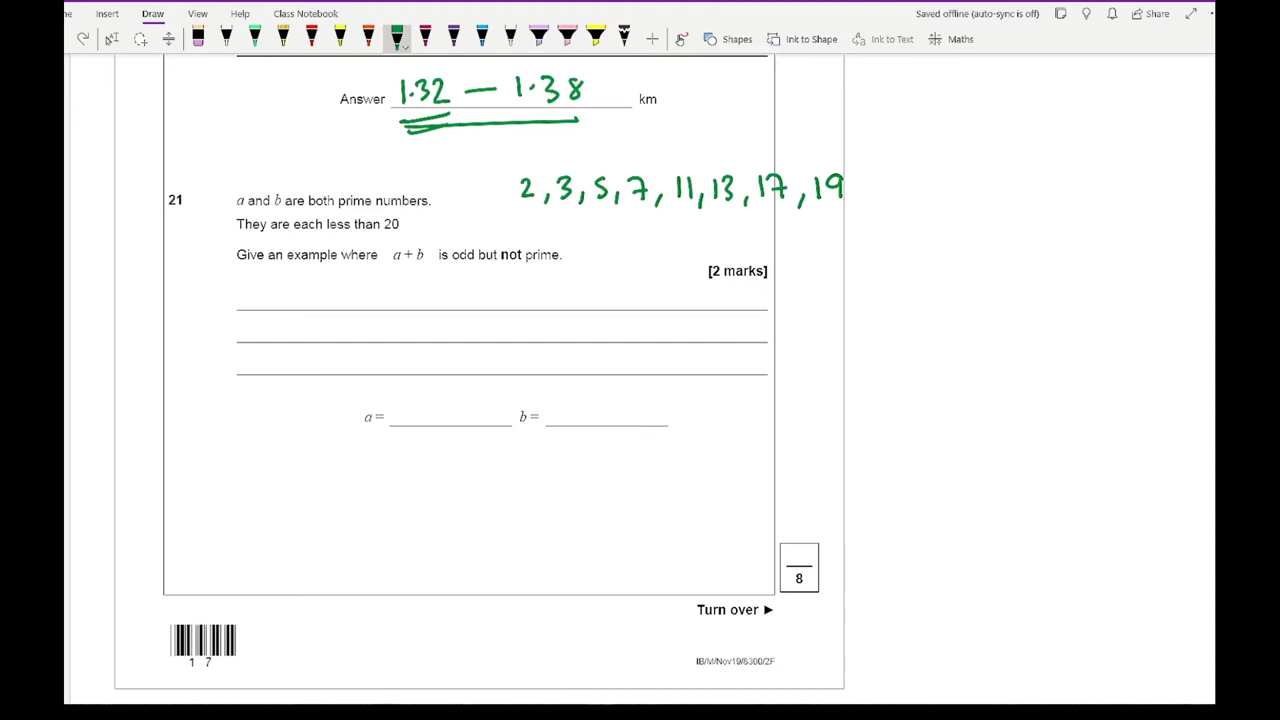 Insert Draw View Help Class Notebook Saved offline (auto-sync is off) Share
Shapes Ink to Shape Ink to Text Maths
Answer 1.32 — 1.38 km
2, 3, 5, 7, 11, 13, 17, 19
21 a and b are both prime numbers.
They are each less than 20
Give an example where a + b is odd but not prime.
[2 marks]
a = b =
8
Turn over ►
1 7
IB/M/Nov19/8300/2F